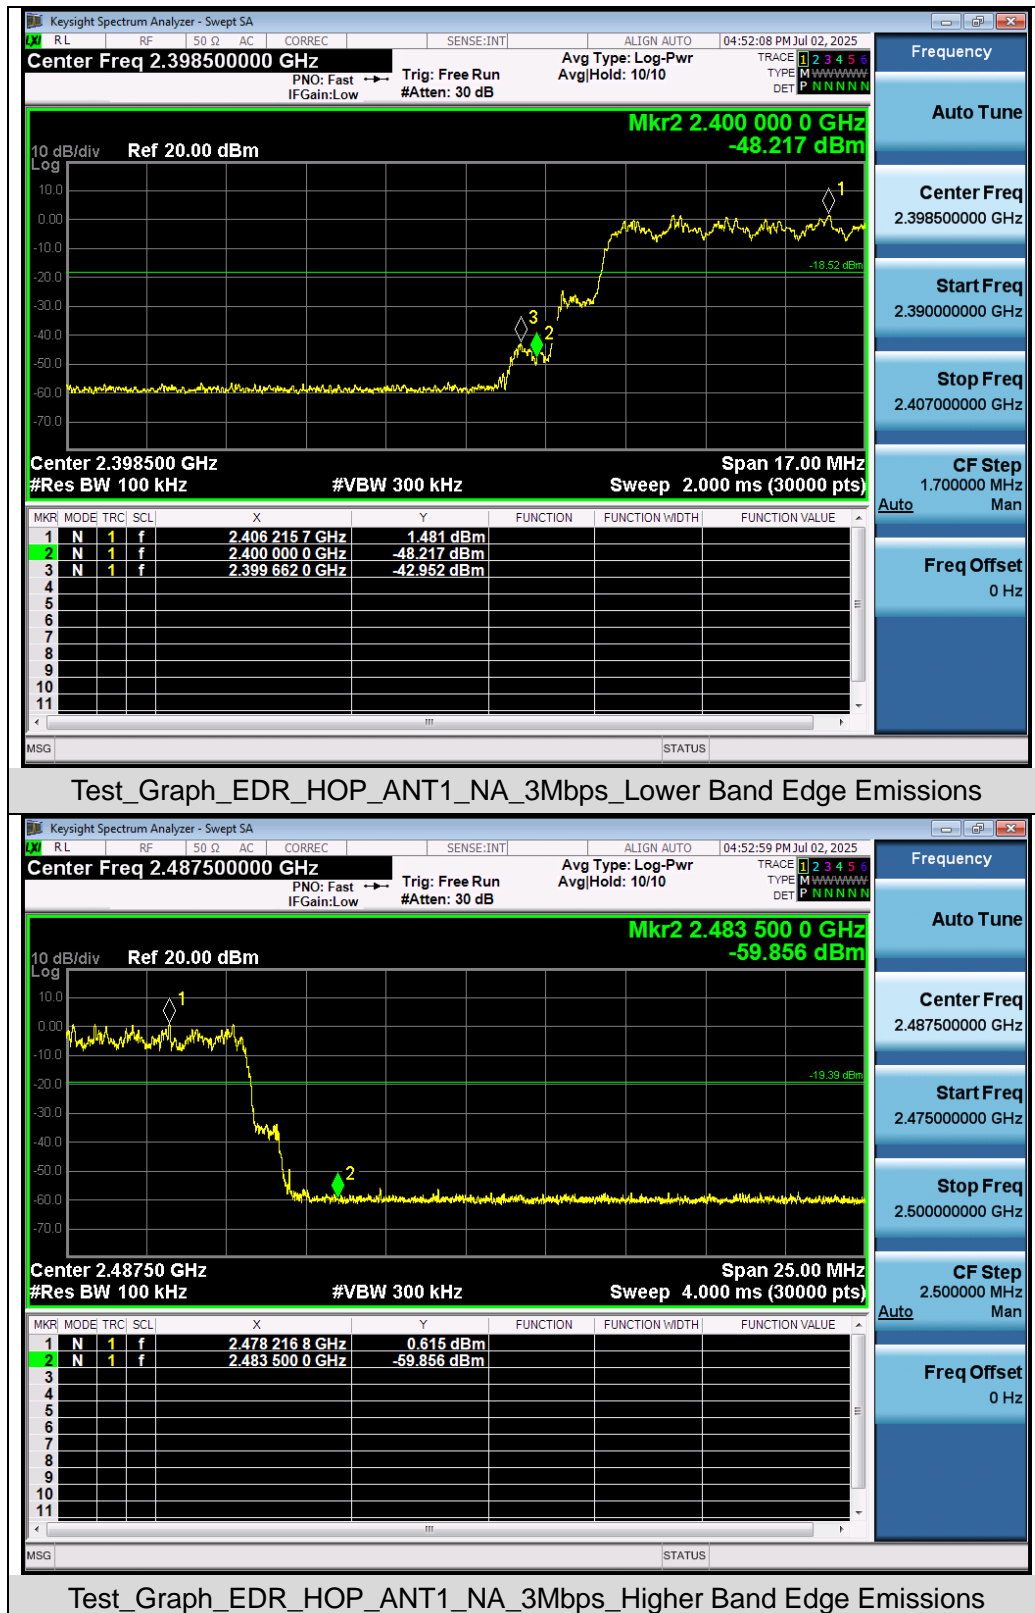 Keysight Spectrum Analyzer - Swept SA
LXI RL RF 50 Ω AC CORREC SENSE:INT ALIGN AUTO 04:52:08 PM Jul 02, 2025
Center Freq 2.398500000 GHz Avg Type: Log-Pwr TRACE 1 2 3 4 5 6
PNO: Fast Trig: Free Run Avg|Hold: 10/10 TYPE M WWWWW
IFGain:Low #Atten: 30 dB DET P N N N N N
Frequency
Auto Tune
Center Freq
2.398500000 GHz
Start Freq
2.390000000 GHz
Stop Freq
2.407000000 GHz
CF Step
1.700000 MHz
Auto Man
Freq Offset
0 Hz
Mkr2 2.400 000 0 GHz
10 dB/div Ref 20.00 dBm -48.217 dBm
Log
10.0
0.00
-10.0
-20.0
-30.0
-40.0
-50.0
-60.0
-70.0
1
-18.52 dBm
3
2
Center 2.398500 GHz Span 17.00 MHz
#Res BW 100 kHz #VBW 300 kHz Sweep 2.000 ms (30000 pts)
MKR MODE TRC SCL X Y FUNCTION FUNCTION WIDTH FUNCTION VALUE
1 N 1 f 2.406 215 7 GHz 1.481 dBm
2 N 1 f 2.400 000 0 GHz -48.217 dBm
3 N 1 f 2.399 662 0 GHz -42.952 dBm
4
5
6
7
8
9
10
11
MSG STATUS
Test_Graph_EDR_HOP_ANT1_NA_3Mbps_Lower Band Edge Emissions
Keysight Spectrum Analyzer - Swept SA
LXI RL RF 50 Ω AC CORREC SENSE:INT ALIGN AUTO 04:52:59 PM Jul 02, 2025
Center Freq 2.487500000 GHz Avg Type: Log-Pwr TRACE 1 2 3 4 5 6
PNO: Fast Trig: Free Run Avg|Hold: 10/10 TYPE M WWWWW
IFGain:Low #Atten: 30 dB DET P N N N N N
Frequency
Auto Tune
Center Freq
2.487500000 GHz
Start Freq
2.475000000 GHz
Stop Freq
2.500000000 GHz
CF Step
2.500000 MHz
Auto Man
Freq Offset
0 Hz
Mkr2 2.483 500 0 GHz
10 dB/div Ref 20.00 dBm -59.856 dBm
Log
10.0
0.00
-10.0
-20.0
-30.0
-40.0
-50.0
-60.0
-70.0
1
-19.39 dBm
2
Center 2.48750 GHz Span 25.00 MHz
#Res BW 100 kHz #VBW 300 kHz Sweep 4.000 ms (30000 pts)
MKR MODE TRC SCL X Y FUNCTION FUNCTION WIDTH FUNCTION VALUE
1 N 1 f 2.478 216 8 GHz 0.615 dBm
2 N 1 f 2.483 500 0 GHz -59.856 dBm
3
4
5
6
7
8
9
10
11
MSG STATUS
Test_Graph_EDR_HOP_ANT1_NA_3Mbps_Higher Band Edge Emissions